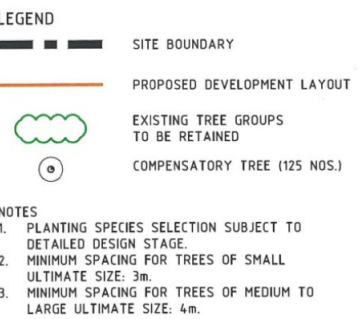 LEGEND
SITE BOUNDARY
PROPOSED DEVELOPMENT LAYOUT
EXISTING TREE GROUPS
TO BE RETAINED
COMPENSATORY TREE (125 NOS.)
NOTES
1. PLANTING SPECIES SELECTION SUBJECT TO
DETAILED DESIGN STAGE.
2. MINIMUM SPACING FOR TREES OF SMALL
ULTIMATE SIZE: 3m.
3. MINIMUM SPACING FOR TREES OF MEDIUM TO
LARGE ULTIMATE SIZE: 4m.